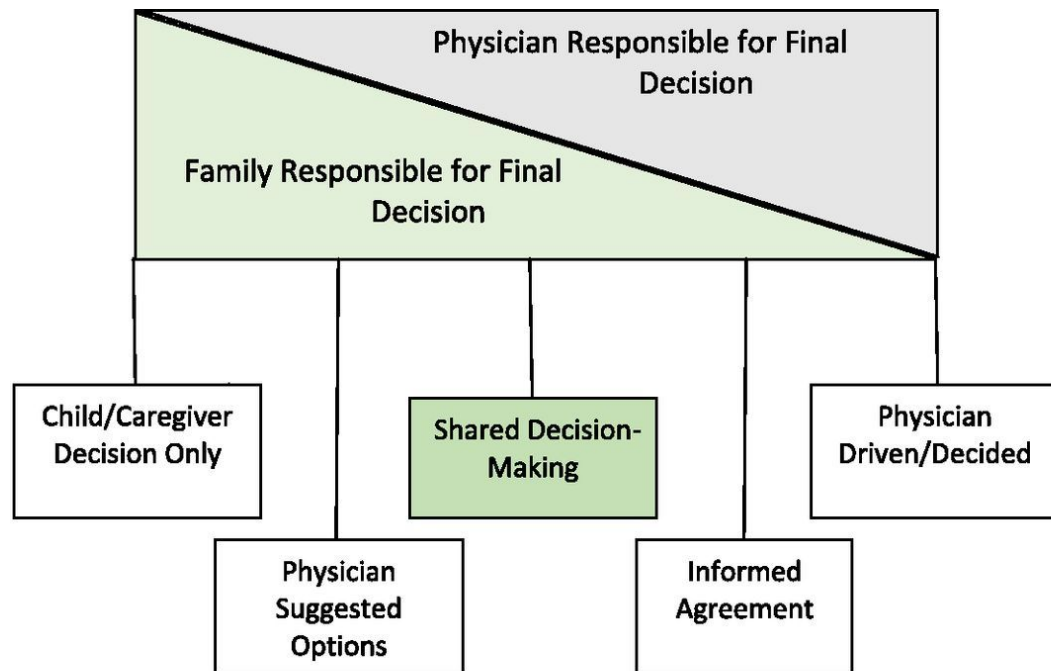 Physician Responsible for Final
Decision
Family Responsible for Final
Decision
Child/Caregiver
Decision Only
Shared Decision-
Making
Physician
Driven/Decided
Physician
Suggested
Options
Informed
Agreement